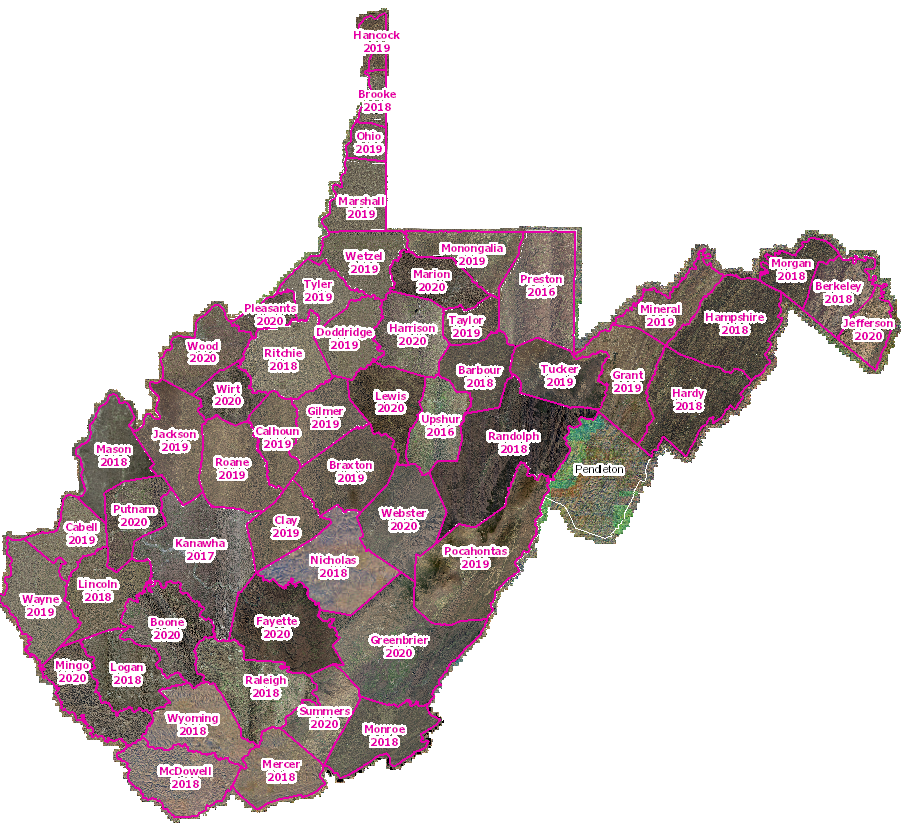 Hancock
2019
Brooke
2018
Ohio
2019
Marshall
2019
Wetzel
2019
Monongalia
2019
Marion
2020
Preston
2016
Tyler
2019
Pleasants
2020
Doddridge
2019
Harrison
2020
Taylor
2019
Mineral
2019
Hampshire
2018
Morgan
2018
Berkeley
2018
Jefferson
2020
Wood
2020
Ritchie
2018
Barbour
2018
Tucker
2019
Grant
2019
Hardy
2018
Wirt
2020
Lewis
2020
Gilmer
2019
Upshur
2016
Calhoun
2019
Jackson
2019
Randolph
2018
Mason
2018
Roane
2019
Braxton
2019
Pendleton
Putnam
2020
Cabell
2019
Clay
2019
Webster
2020
Kanawha
2017
Nicholas
2018
Pocahontas
2019
Wayne
2019
Lincoln
2018
Boone
2020
Fayette
2020
Greenbrier
2020
Mingo
2020
Logan
2018
Raleigh
2018
Summers
2020
Wyoming
2018
Monroe
2018
McDowell
2018
Mercer
2018